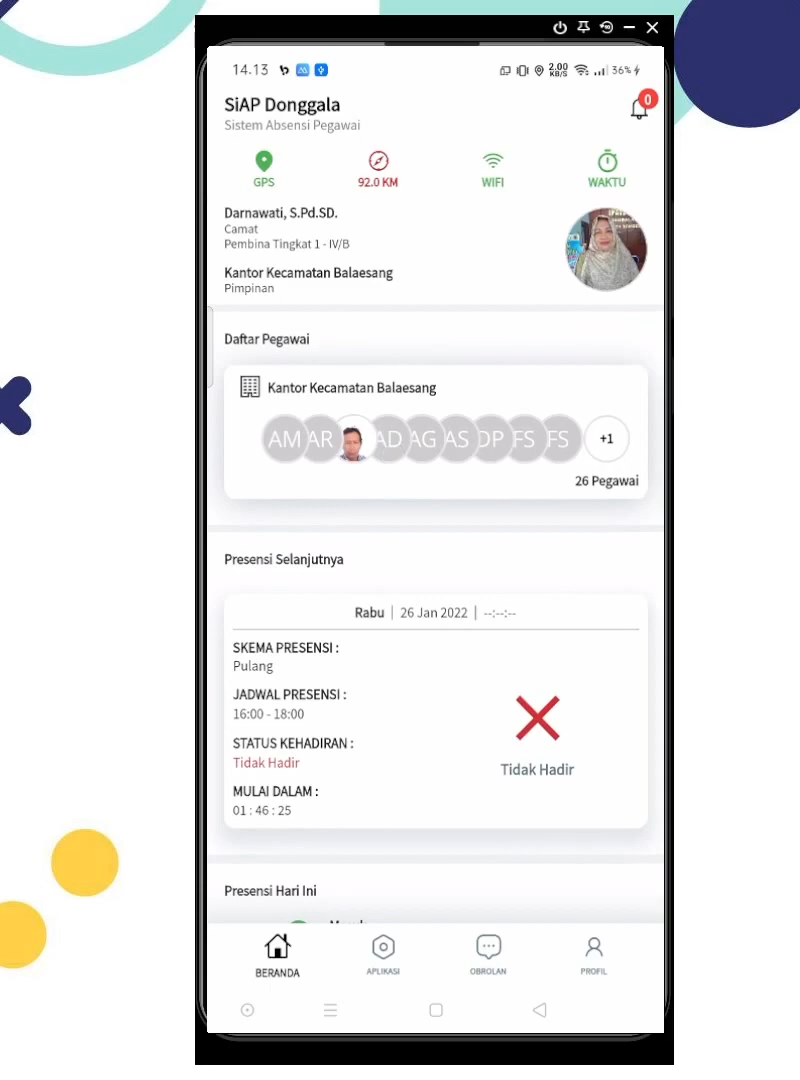 14.13
2.00
KB/S
36%
SiAP Donggala
0
Sistem Absensi Pegawai
GPS
92.0 KM
WIFI
WAKTU
Darnawati, S.Pd.SD.
Camat
Pembina Tingkat 1 - IV/B
Kantor Kecamatan Balaesang
Pimpinan
Daftar Pegawai
Kantor Kecamatan Balaesang
AM AR AD AG AS DP FS FS +1
26 Pegawai
Presensi Selanjutnya
Rabu | 26 Jan 2022 | --:--:--
SKEMA PRESENSI :
Pulang
JADWAL PRESENSI :
16:00 - 18:00
STATUS KEHADIRAN :
Tidak Hadir
Tidak Hadir
MULAI DALAM :
01 : 46 : 25
Presensi Hari Ini
BERANDA
APLIKASI
OBROLAN
PROFIL